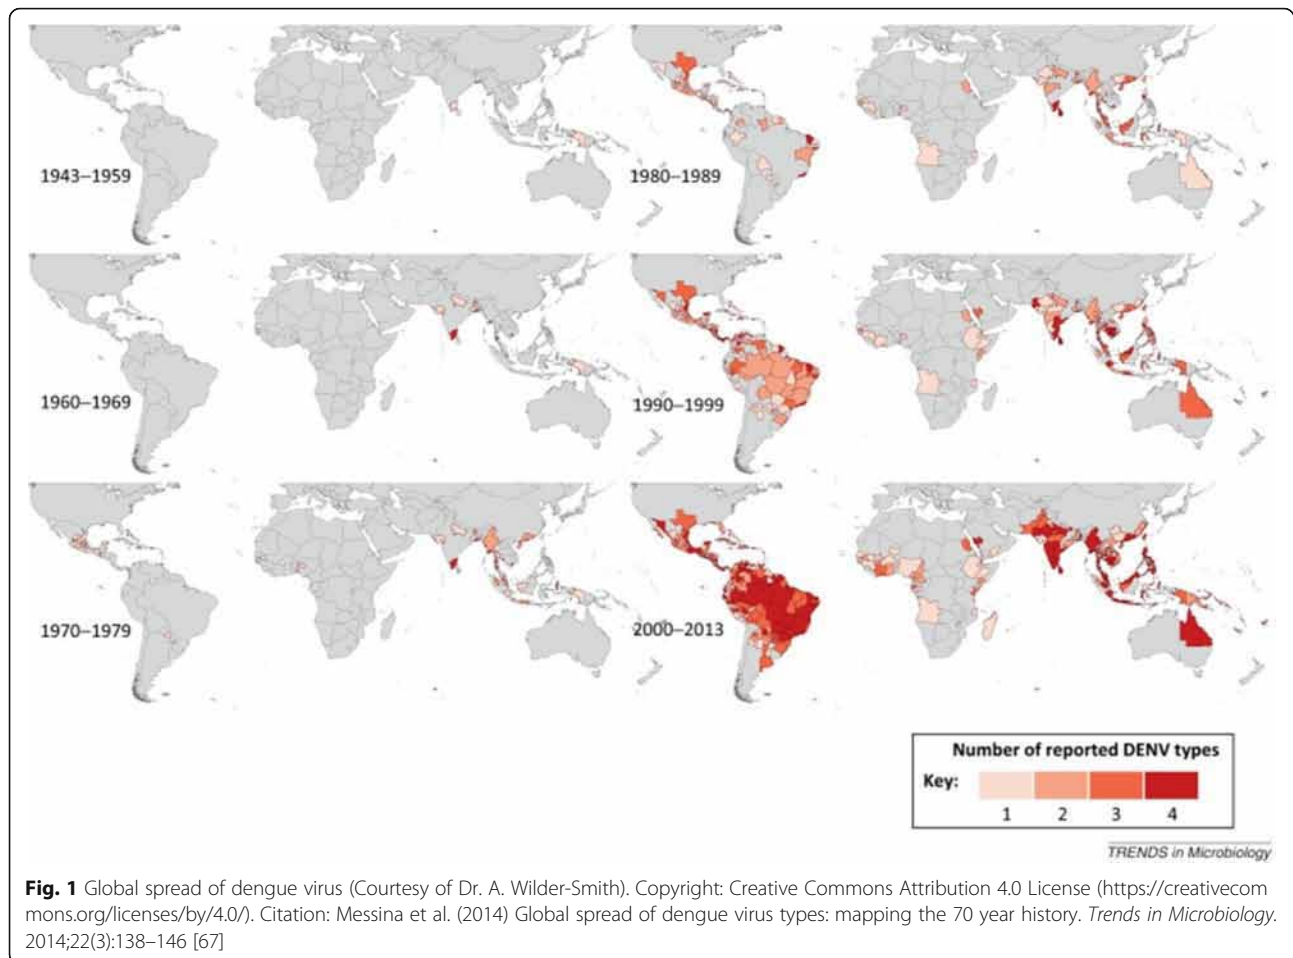 1943–1959
1980–1989
1960–1969
1990–1999
1970–1979
2000–2013
Number of reported DENV types
Key:
1 2 3 4
TRENDS in Microbiology
Fig. 1 Global spread of dengue virus (Courtesy of Dr. A. Wilder-Smith). Copyright: Creative Commons Attribution 4.0 License (https://creativecom
mons.org/licenses/by/4.0/). Citation: Messina et al. (2014) Global spread of dengue virus types: mapping the 70 year history. Trends in Microbiology.
2014;22(3):138–146 [67]